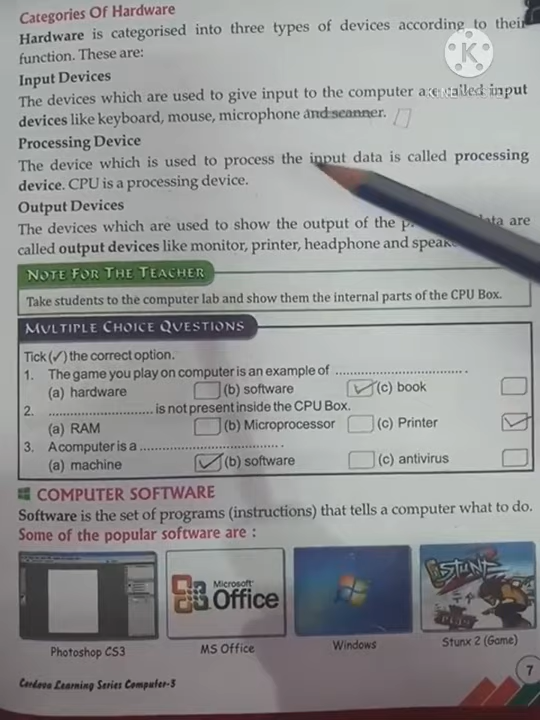 Categories Of Hardware
Hardware is categorised into three types of devices according to their
function. These are:
Input Devices
The devices which are used to give input to the computer are called input
devices like keyboard, mouse, microphone and scanner.
Processing Device
The device which is used to process the input data is called processing
device. CPU is a processing device.
Output Devices
The devices which are used to show the output of the are
called output devices like monitor, printer, headphone and
NOTE FOR THE TEACHER
Take students to the computer lab and show them the internal parts of the CPU Box.
MULTIPLE CHOICE QUESTIONS
Tick (✓) the correct option.
1. The game you play on computer is an example of ................................
(a) hardware (b) software ✓ (c) book
2. ......................... is not present inside the CPU Box.
(a) RAM (b) Microprocessor (c) Printer ✓
3. A computer is a ...................................
(a) machine ✓ (b) software (c) antivirus
COMPUTER SOFTWARE
Software is the set of programs (instructions) that tells a computer what to do.
Some of the popular software are :
Microsoft
Office
STUNZ
Photoshop CS3 MS Office Windows Stunx 2 (Game)
Cordova Learning Series Computer-3
7
K